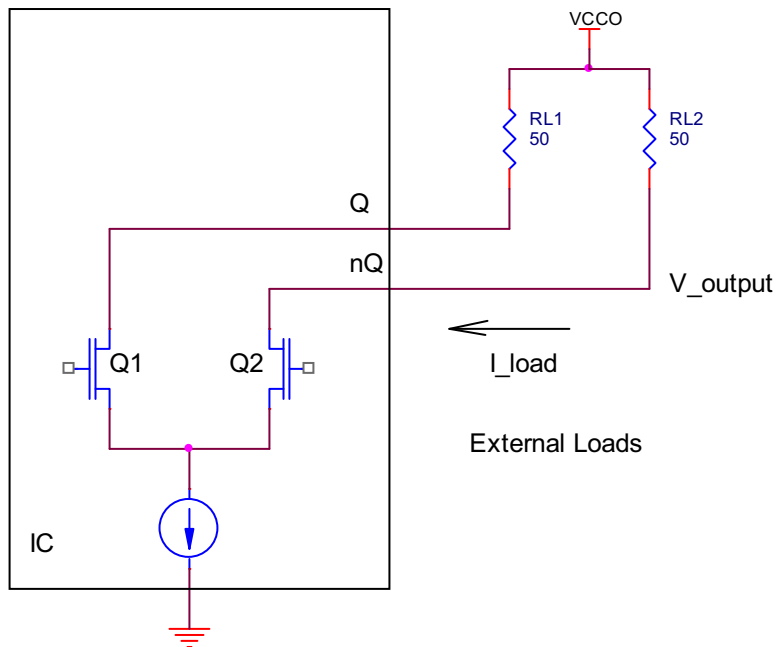 VCCO
RL1
50
RL2
50
Q
nQ
V_output
Q1
Q2
I_load
External Loads
IC